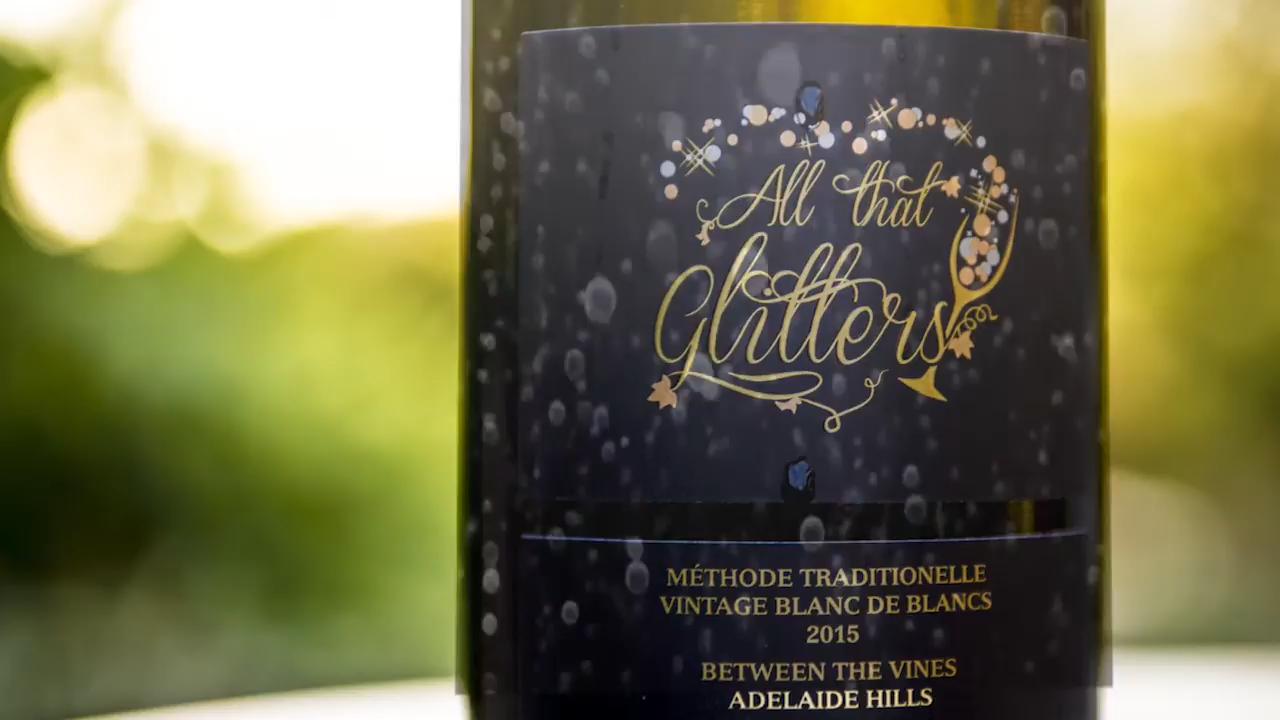 All that
Glitters
MÉTHODE TRADITIONELLE
VINTAGE BLANC DE BLANCS
2015
BETWEEN THE VINES
ADELAIDE HILLS